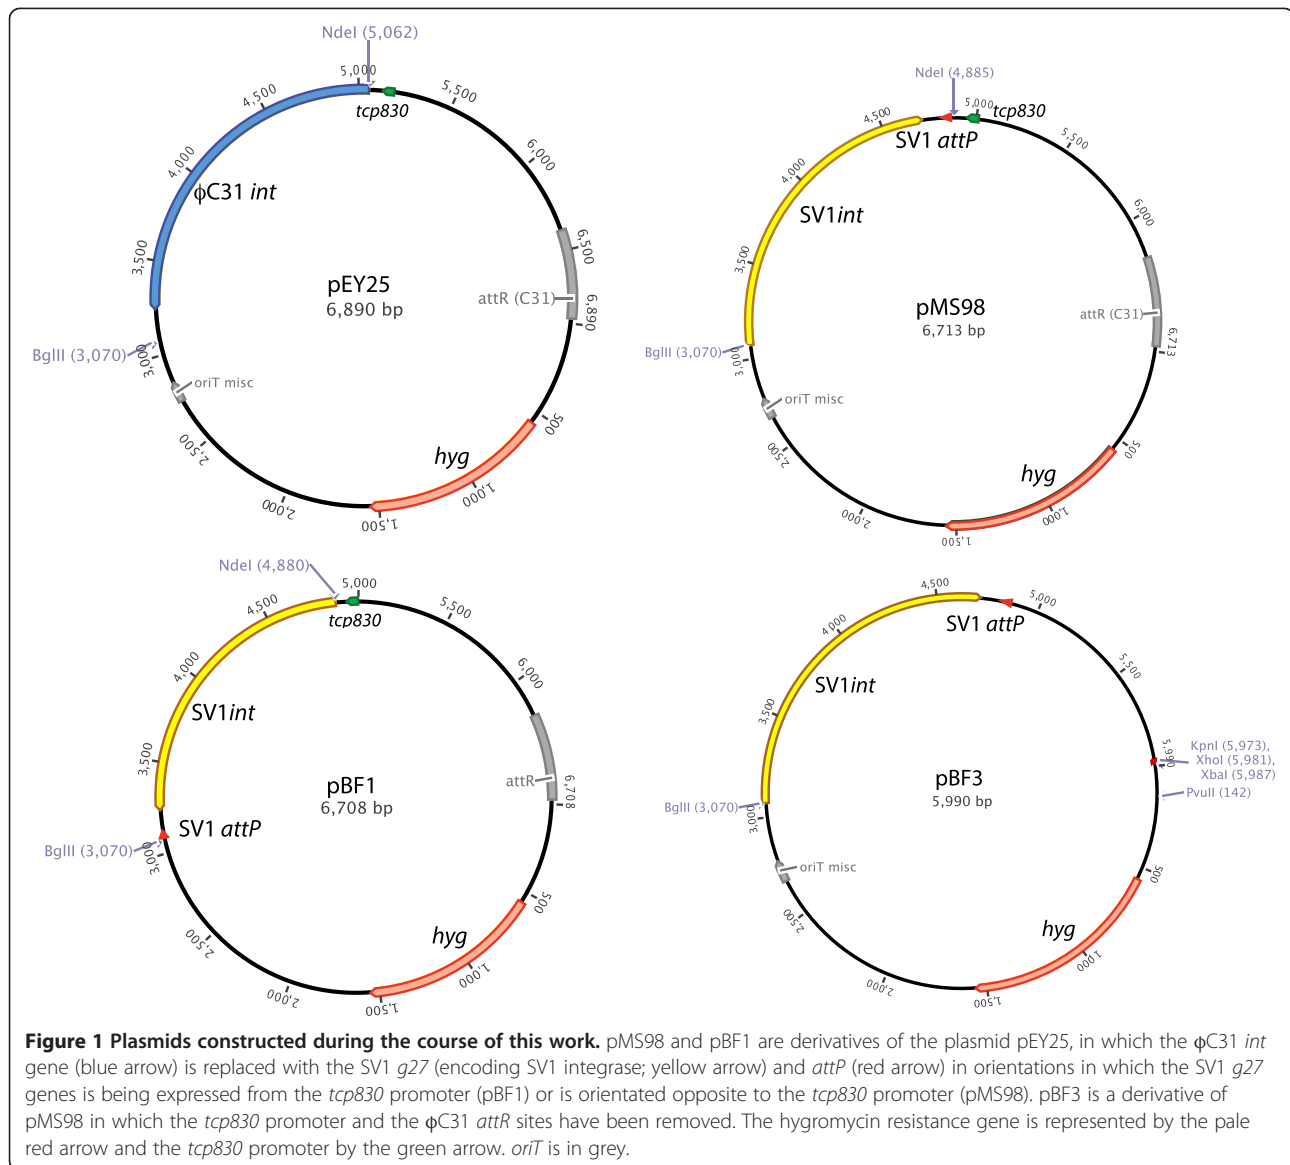 NdeI (5,062)
5,000
4,500
tcp830
5,500
4,000
6,000
ϕC31 int
3,500
6,500
pEY25
6,890 bp
attR (C31)
6,890
BglII (3,070)
3,000
oriT misc
2,500
500
hyg
1,000
2,000
1,500
NdeI (4,885)
5,000
tcp830
4,500
SV1 attP
5,500
4,000
SV1int
6,000
3,500
pMS98
6,713 bp
attR (C31)
6,713
BglII (3,070)
3,000
oriT misc
2,500
500
hyg
1,000
2,000
1,500
NdeI (4,880)
5,000
4,500
tcp830
5,500
4,000
6,000
SV1int
3,500
pBF1
6,708 bp
attR
6,708
SV1 attP
BglII (3,070)
3,000
500
2,500
hyg
1,000
2,000
1,500
4,500
5,000
SV1 attP
4,000
5,500
SV1int
3,500
5,990
KpnI (5,973),
XhoI (5,981),
XbaI (5,987)
pBF3
5,990 bp
PvuII (142)
BglII (3,070)
3,000
oriT misc
500
2,500
hyg
1,000
2,000
1,500
Figure 1 Plasmids constructed during the course of this work. pMS98 and pBF1 are derivatives of the plasmid pEY25, in which the ϕC31 int
gene (blue arrow) is replaced with the SV1 g27 (encoding SV1 integrase; yellow arrow) and attP (red arrow) in orientations in which the SV1 g27
genes is being expressed from the tcp830 promoter (pBF1) or is orientated opposite to the tcp830 promoter (pMS98). pBF3 is a derivative of
pMS98 in which the tcp830 promoter and the ϕC31 attR sites have been removed. The hygromycin resistance gene is represented by the pale
red arrow and the tcp830 promoter by the green arrow. oriT is in grey.